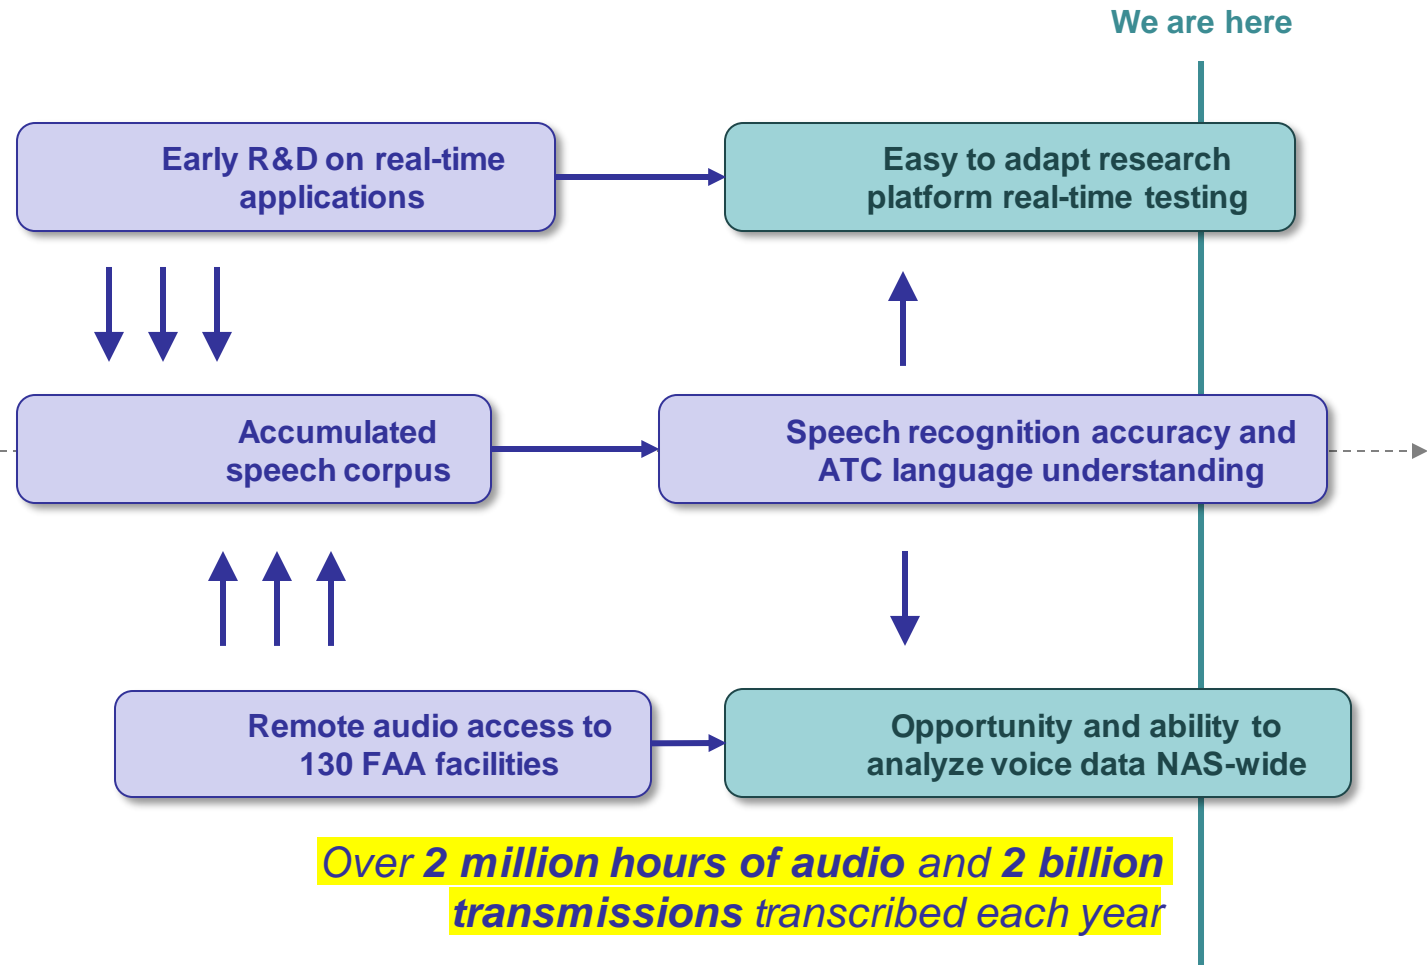 We are here
Early R&D on real-time
applications
Easy to adapt research
platform real-time testing
Accumulated
speech corpus
Speech recognition accuracy and
ATC language understanding
Remote audio access to
130 FAA facilities
Opportunity and ability to
analyze voice data NAS-wide
Over 2 million hours of audio and 2 billion
transmissions transcribed each year